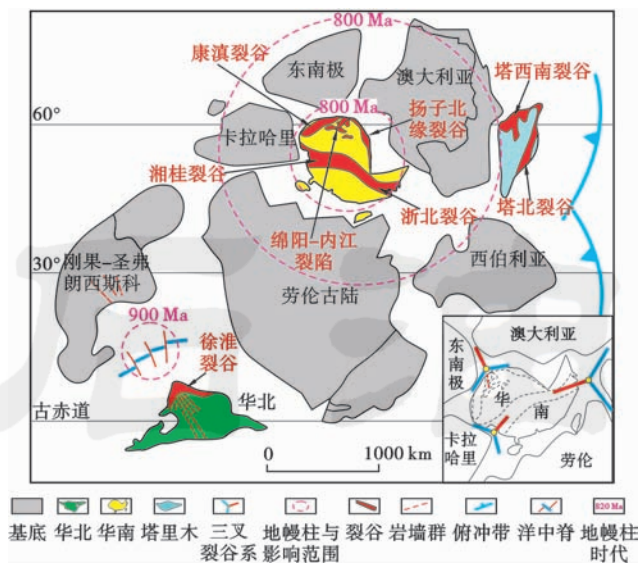 800 Ma
康滇裂谷
东南极
澳大利亚
塔西南裂谷
60°
800 Ma
扬子北
缘裂谷
卡拉哈里
湘桂裂谷
浙北裂谷
塔北裂谷
绵阳-内江
裂陷
30°
西伯利亚
刚果-圣弗
朗西斯科
劳伦古陆
900 Ma
徐淮
裂谷
古赤道
华北
0
1000 km
澳大利亚
东
南
极
华
南
卡拉
哈里
劳伦
820 Ma
基底
华北
华南
塔里木
三叉
裂谷系
地幔柱与
影响范围
裂谷
岩墙群
俯冲带
洋中脊
地幔柱
时代